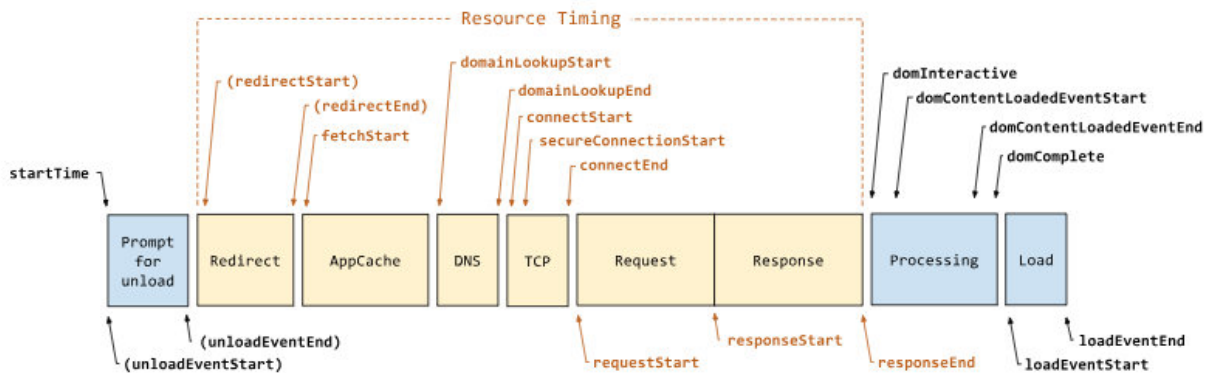 Resource Timing
domainLookupStart
domInteractive
(redirectStart)
domainLookupEnd
domContentLoadedEventStart
(redirectEnd)
connectStart
fetchStart
secureConnectionStart
domContentLoadedEventEnd
domComplete
connectEnd
startTime
Prompt
for
unload
Redirect
AppCache
DNS
TCP
Request
Response
Processing
Load
(unloadEventEnd)
(unloadEventStart)
requestStart
responseStart
responseEnd
loadEventEnd
loadEventStart